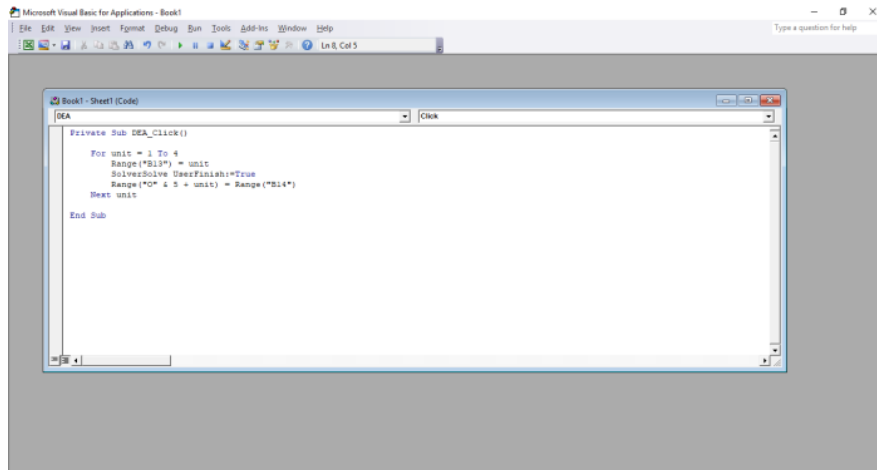 Microsoft Visual Basic for Applications - Book1
File Edit View Insert Format Debug Run Tools Add-Ins Window Help
Type a question for help
Ln 8, Col 5
Book1 - Sheet1 (Code)
DEA
Click
Private Sub DEA_Click()
For unit = 1 To 4
Range("B13") = unit
SolverSolve UserFinish:=True
Range("O" & 5 + unit) = Range("B14")
Next unit
End Sub